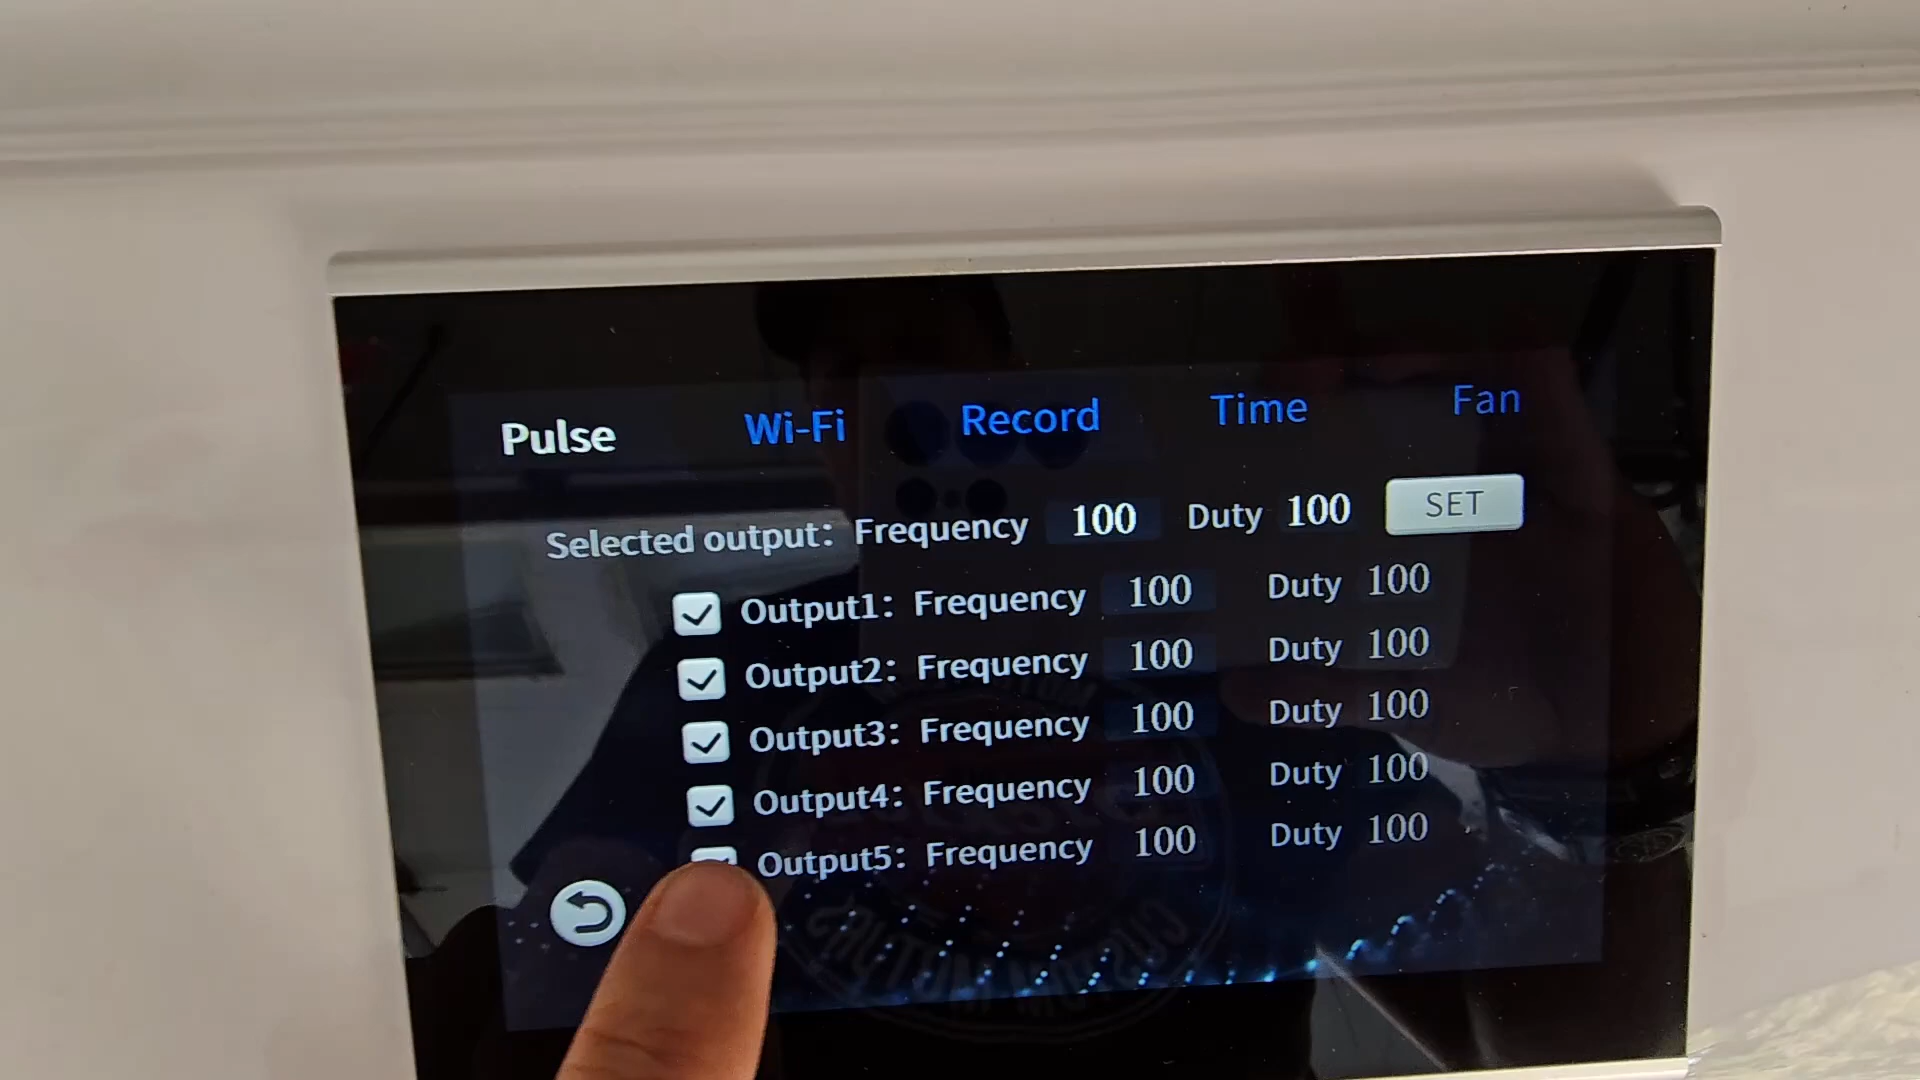 Pulse Wi-Fi Record Time Fan
Selected output: Frequency 100 Duty 100 SET
Output1: Frequency 100 Duty 100
Output2: Frequency 100 Duty 100
Output3: Frequency 100 Duty 100
Output4: Frequency 100 Duty 100
Output5: Frequency 100 Duty 100